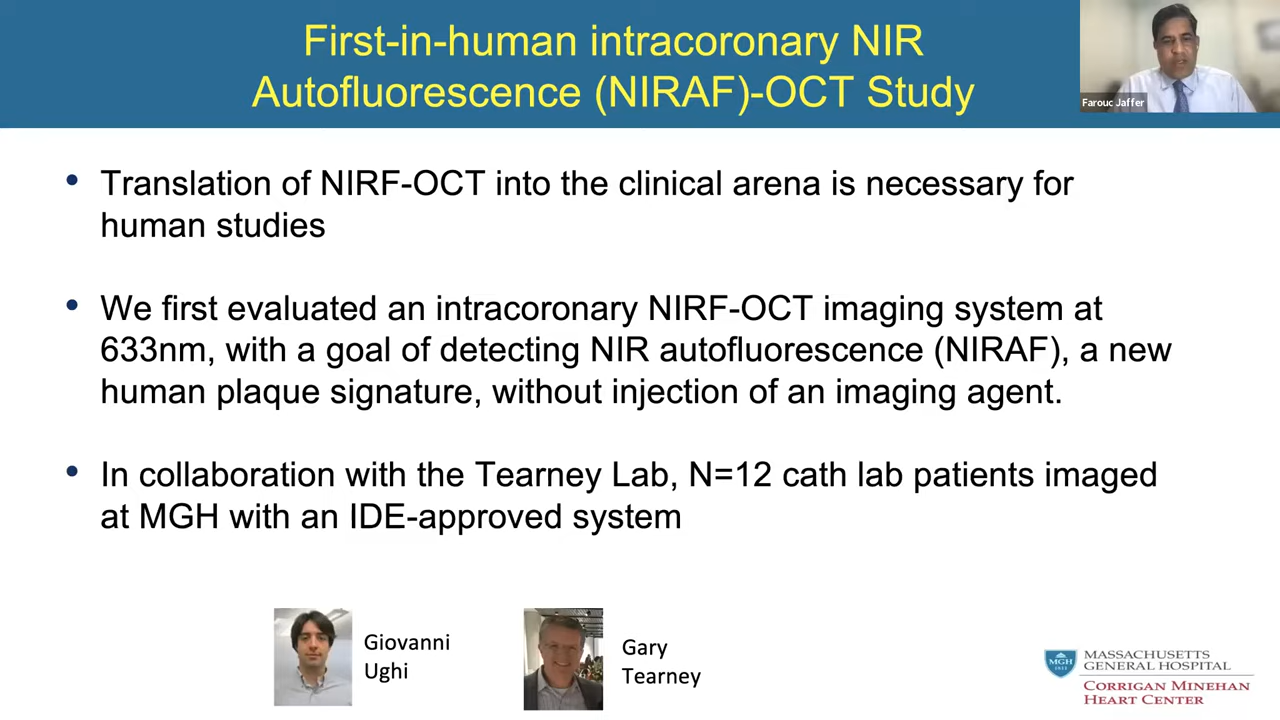 First-in-human intracoronary NIR
Autofluorescence (NIRAF)-OCT Study
Farouc Jaffer
• Translation of NIRF-OCT into the clinical arena is necessary for
human studies
• We first evaluated an intracoronary NIRF-OCT imaging system at
633nm, with a goal of detecting NIR autofluorescence (NIRAF), a new
human plaque signature, without injection of an imaging agent.
• In collaboration with the Tearney Lab, N=12 cath lab patients imaged
at MGH with an IDE-approved system
Giovanni
Ughi
Gary
Tearney
MGH
1811
MASSACHUSETTS
GENERAL HOSPITAL
CORRIGAN MINEHAN
HEART CENTER